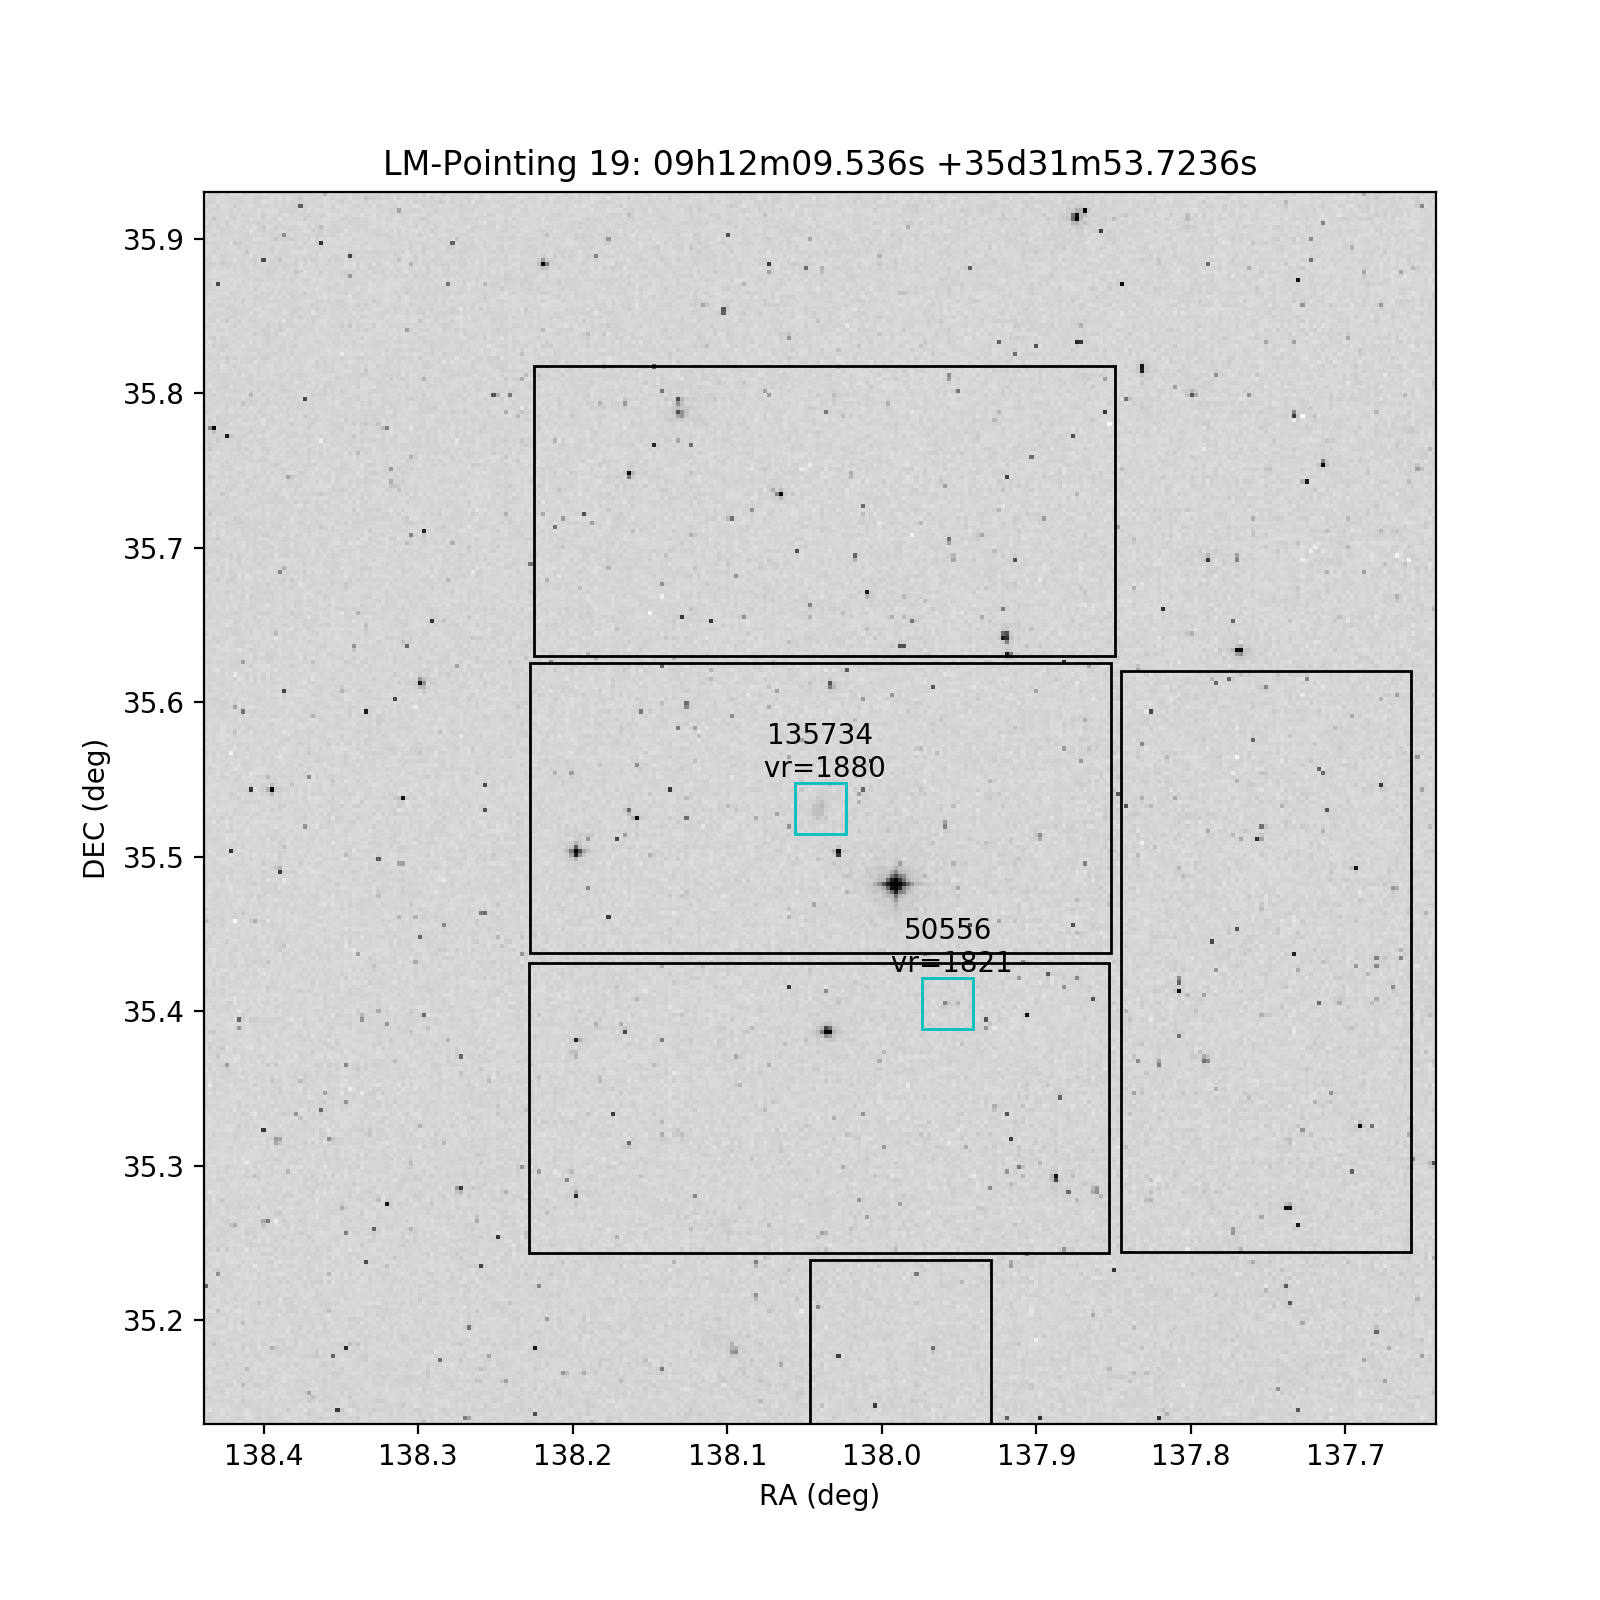 LM-Pointing 19: 09h12m09.536s +35d31m53.7236s
35.9
35.8
35.7
35.6
35.5
35.4
35.3
35.2
DEC (deg)
135734
vr=1880
50556
vr=1821
138.4 138.3 138.2 138.1 138.0 137.9 137.8 137.7
RA (deg)